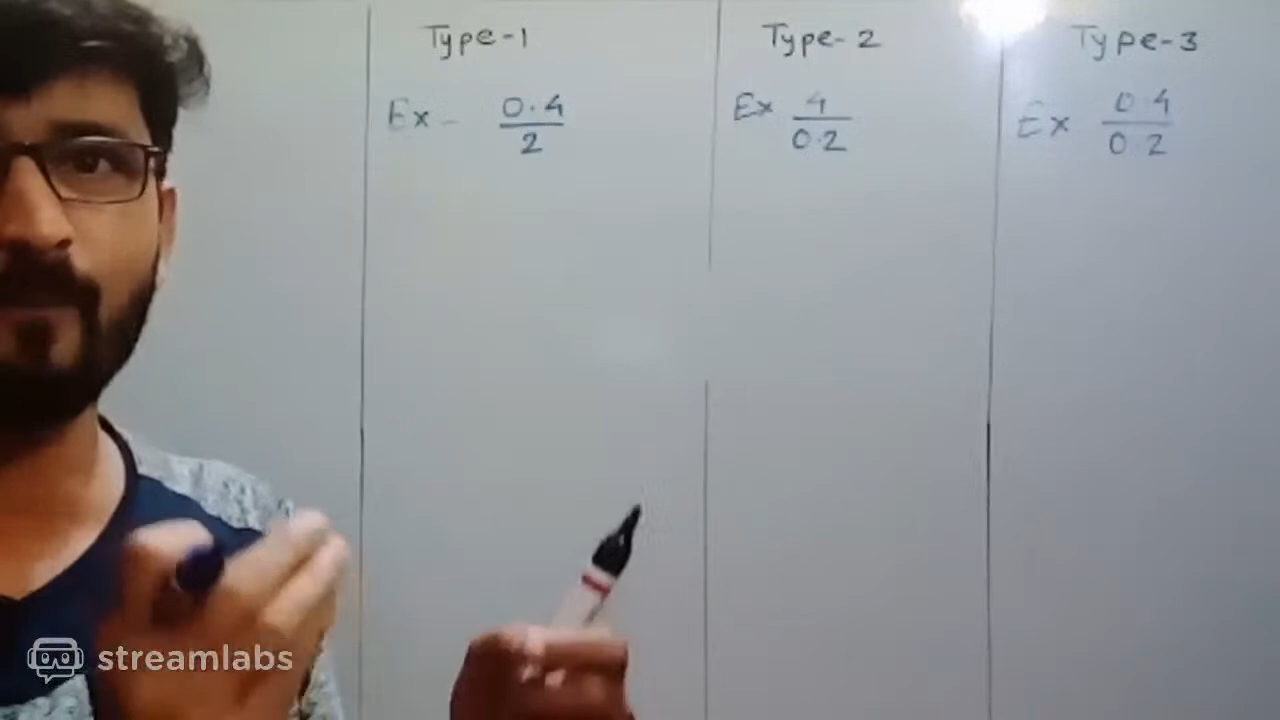 Type-1
Ex - 0.4
2
Type-2
Ex 4
0.2
Type-3
Ex 0.4
0.2
streamlabs